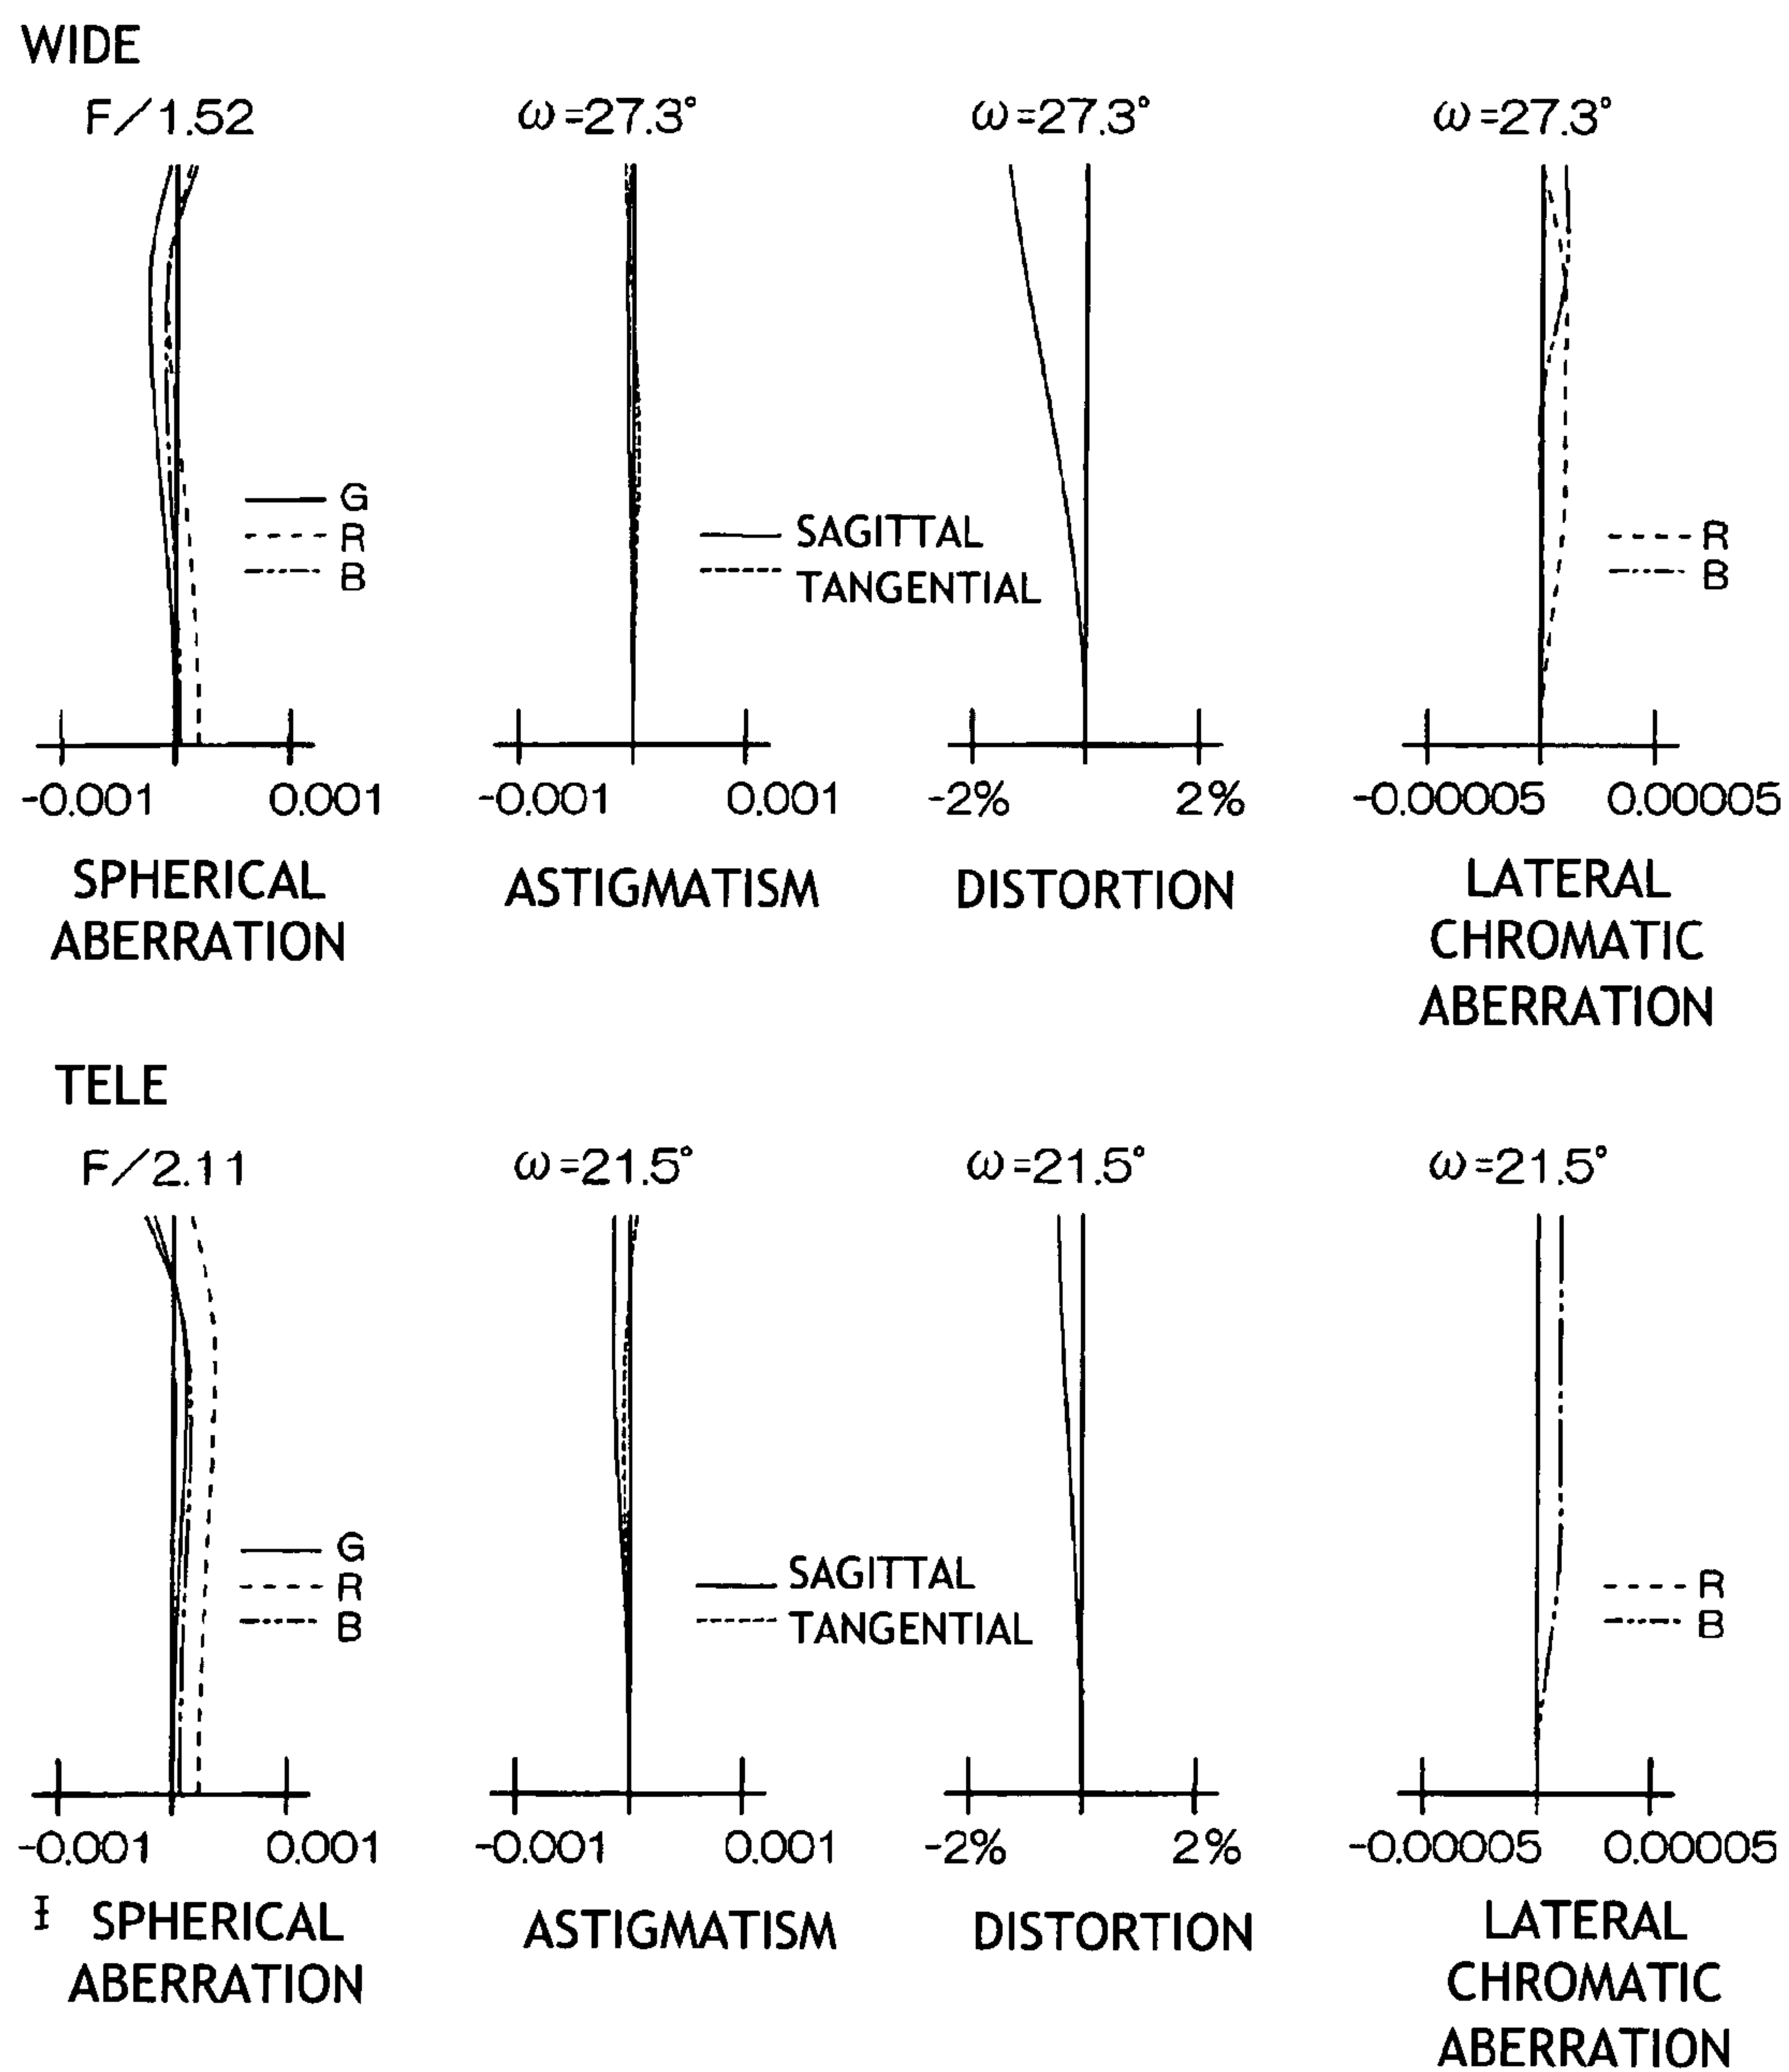 WIDE
F/1.52
ω=27.3°
ω=27.3°
ω=27.3°
G
R
B
SAGITTAL
TANGENTIAL
R
B
-0.001
0.001
-0.001
0.001
-2%
2%
-0.00005
0.00005
SPHERICAL
ABERRATION
ASTIGMATISM
DISTORTION
LATERAL
CHROMATIC
ABERRATION
TELE
F/2.11
ω=21.5°
ω=21.5°
ω=21.5°
G
R
B
SAGITTAL
TANGENTIAL
R
B
-0.001
0.001
-0.001
0.001
-2%
2%
-0.00005
0.00005
SPHERICAL
ABERRATION
ASTIGMATISM
DISTORTION
LATERAL
CHROMATIC
ABERRATION